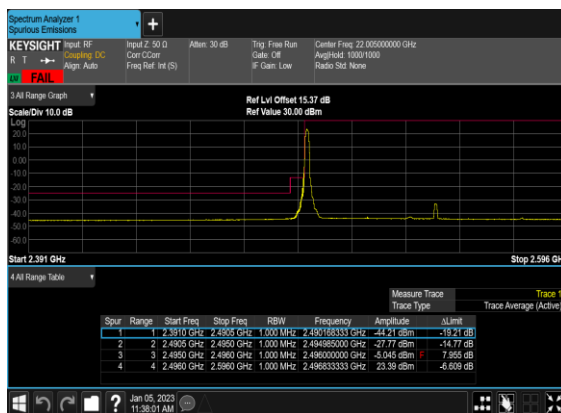 Spectrum Analyzer 1
Spurious Emissions
KEYSIGHT Input: RF Input Z: 50 Ω Atten: 30 dB Trig: Free Run Center Freq: 22.005000000 GHz
R T Coupling: DC Corr CCorr Gate: Off Avg|Hold: 1000/1000
Align: Auto Freq Ref: Int (S) IF Gain: Low Radio Std: None
FAIL
3 All Range Graph
Ref Lvl Offset 15.37 dB
Scale/Div 10.0 dB Ref Value 30.00 dBm
Log
20.0
10.0
0.00
-10.0
-20.0
-30.0
-40.0
-50.0
-60.0
Start 2.391 GHz Stop 2.596 GH
4 All Range Table
Measure Trace Trace 1
Trace Type Trace Average (Active)
Spur Range Start Freq Stop Freq RBW Frequency Amplitude ΔLimit
1 1 2.3910 GHz 2.4905 GHz 1.000 MHz 2.490168333 GHz -44.21 dBm -19.21 dB
2 2 2.4905 GHz 2.4950 GHz 1.000 MHz 2.494985000 GHz -27.77 dBm -14.77 dB
3 3 2.4950 GHz 2.4960 GHz 1.000 MHz 2.496000000 GHz -5.045 dBm F 7.955 dB
4 4 2.4960 GHz 2.5960 GHz 1.000 MHz 2.496833333 GHz 23.39 dBm -6.609 dB
? Jan 05, 2023
11:38:01 AM